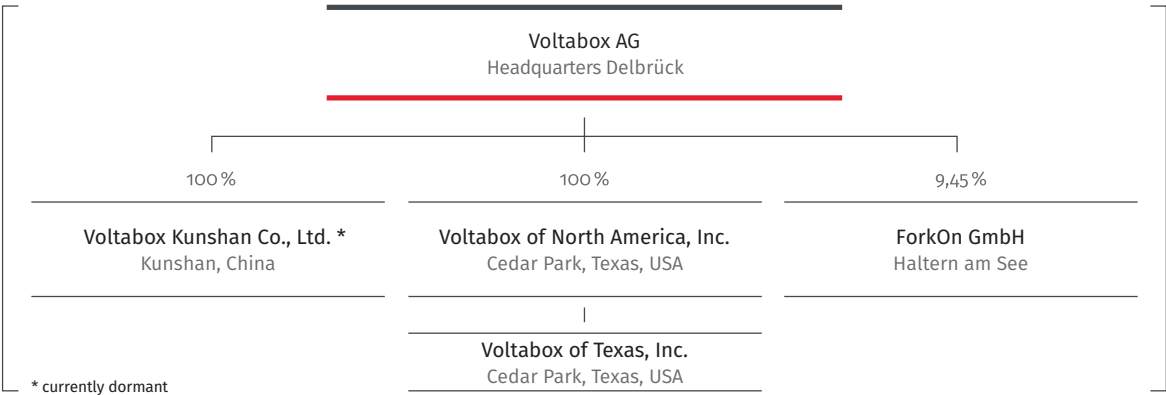 Voltabox AG
Headquarters Delbrück
100 %
100 %
9,45 %
Voltabox Kunshan Co., Ltd. *
Kunshan, China
Voltabox of North America, Inc.
Cedar Park, Texas, USA
ForkOn GmbH
Haltern am See
Voltabox of Texas, Inc.
Cedar Park, Texas, USA
* currently dormant